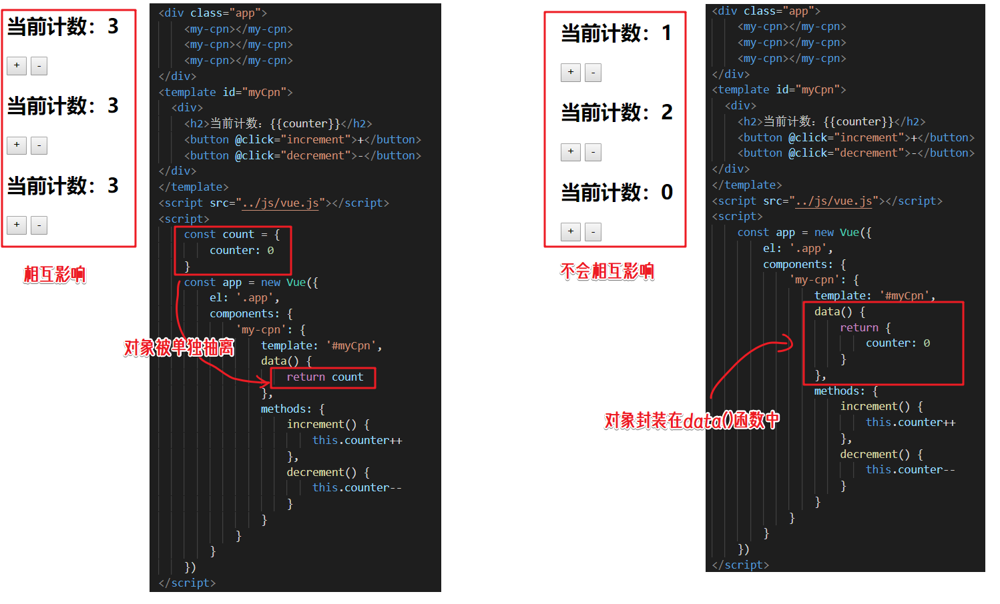 当前计数：3
+ -
当前计数：3
+ -
当前计数：3
+ -
相互影响
<div class="app">
<my-cpn></my-cpn>
<my-cpn></my-cpn>
<my-cpn></my-cpn>
</div>
<template id="myCpn">
<div>
<h2>当前计数：{{counter}}</h2>
<button @click="increment">+</button>
<button @click="decrement">-</button>
</div>
</template>
<script src="../js/vue.js"></script>
<script>
const count = {
counter: 0
}
const app = new Vue({
el: '.app',
components: {
'my-cpn': {
template: '#myCpn',
对象被单独抽离
data() {
return count
},
methods: {
increment() {
this.counter++
},
decrement() {
this.counter--
}
}
}
}
})
</script>
当前计数：1
+ -
当前计数：2
+ -
当前计数：0
+ -
不会相互影响
<div class="app">
<my-cpn></my-cpn>
<my-cpn></my-cpn>
<my-cpn></my-cpn>
</div>
<template id="myCpn">
<div>
<h2>当前计数：{{counter}}</h2>
<button @click="increment">+</button>
<button @click="decrement">-</button>
</div>
</template>
<script src="../js/vue.js"></script>
<script>
const app = new Vue({
el: '.app',
components: {
'my-cpn': {
template: '#myCpn',
data() {
return {
counter: 0
}
},
methods: {
increment() {
对象封装在data()函数中
this.counter++
},
decrement() {
this.counter--
}
}
}
}
})
</script>